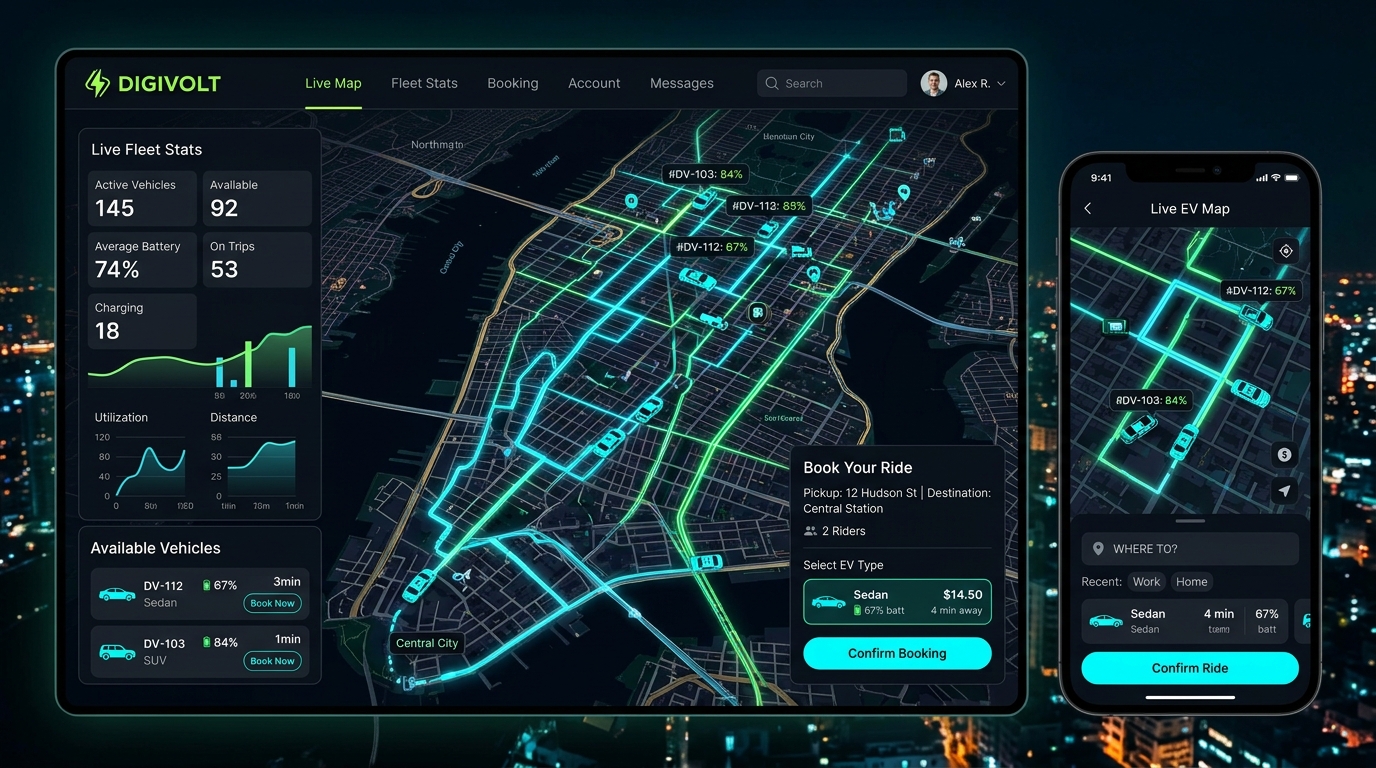 DIGIVOLT
Live Map
Fleet Stats
Booking
Account
Messages
Search
Alex R.
Live Fleet Stats
Active Vehicles
145
Available
92
Average Battery
74%
On Trips
53
Charging
18
Utilization
120
80
40
0
0
Distance
30
25
0
Available Vehicles
DV-112
67%
3min
Sedan
Book Now
DV-103
84%
1min
SUV
Book Now
Northmain
#DV-103: 84%
#DV-112: 67%
Central City
Book Your Ride
Pickup: 12 Hudson St | Destination:
Central Station
2 Riders
Select EV Type
Sedan
$14.50
67% batt
4 min away
Confirm Booking
9:41
Live EV Map
#DV-112: 67%
#DV-103: 84%
$
WHERE TO?
Recent:
Work
Home
Sedan
4 min
67%
Sedan
batt
Confirm Ride